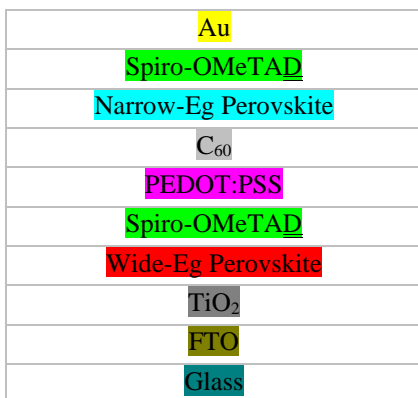 Au
Spiro-OMeTAD
Narrow-Eg Perovskite
C₆₀
PEDOT:PSS
Spiro-OMeTAD
Wide-Eg Perovskite
TiO₂
FTO
Glass